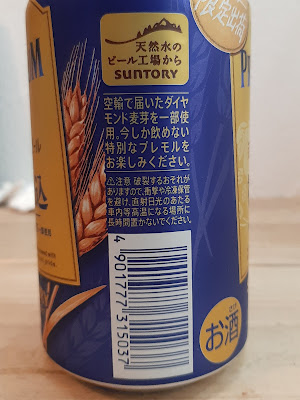 天然水の
ビール工場から
SUNTORY
空輸で届いたダイヤ
モンド麦芽を一部使
用。今しか飲めない
特別なプレモルを
お楽しみください。
⚠注意 破裂するおそれが
ありますので、衝撃や冷凍保管
を避け、直射日光のあたる
車内等高温になる場所に
長時間置かないでください。
4901777315037
さけ
お酒